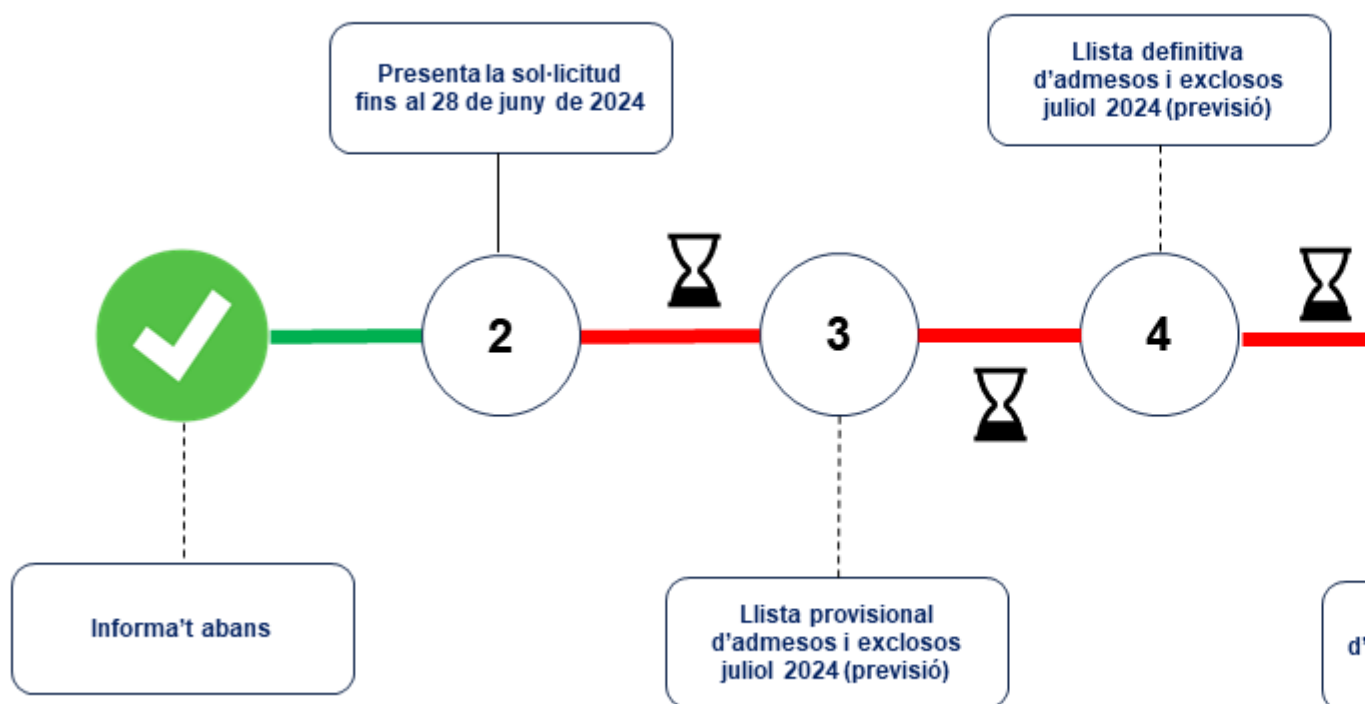 Presenta la sol·licitud
fins al 28 de juny de 2024
Llista definitiva
d'admesos i exclosos
juliol 2024 (previsió)
2
3
4
Informa't abans
Llista provisional
d'admesos i exclosos
juliol 2024 (previsió)
d'